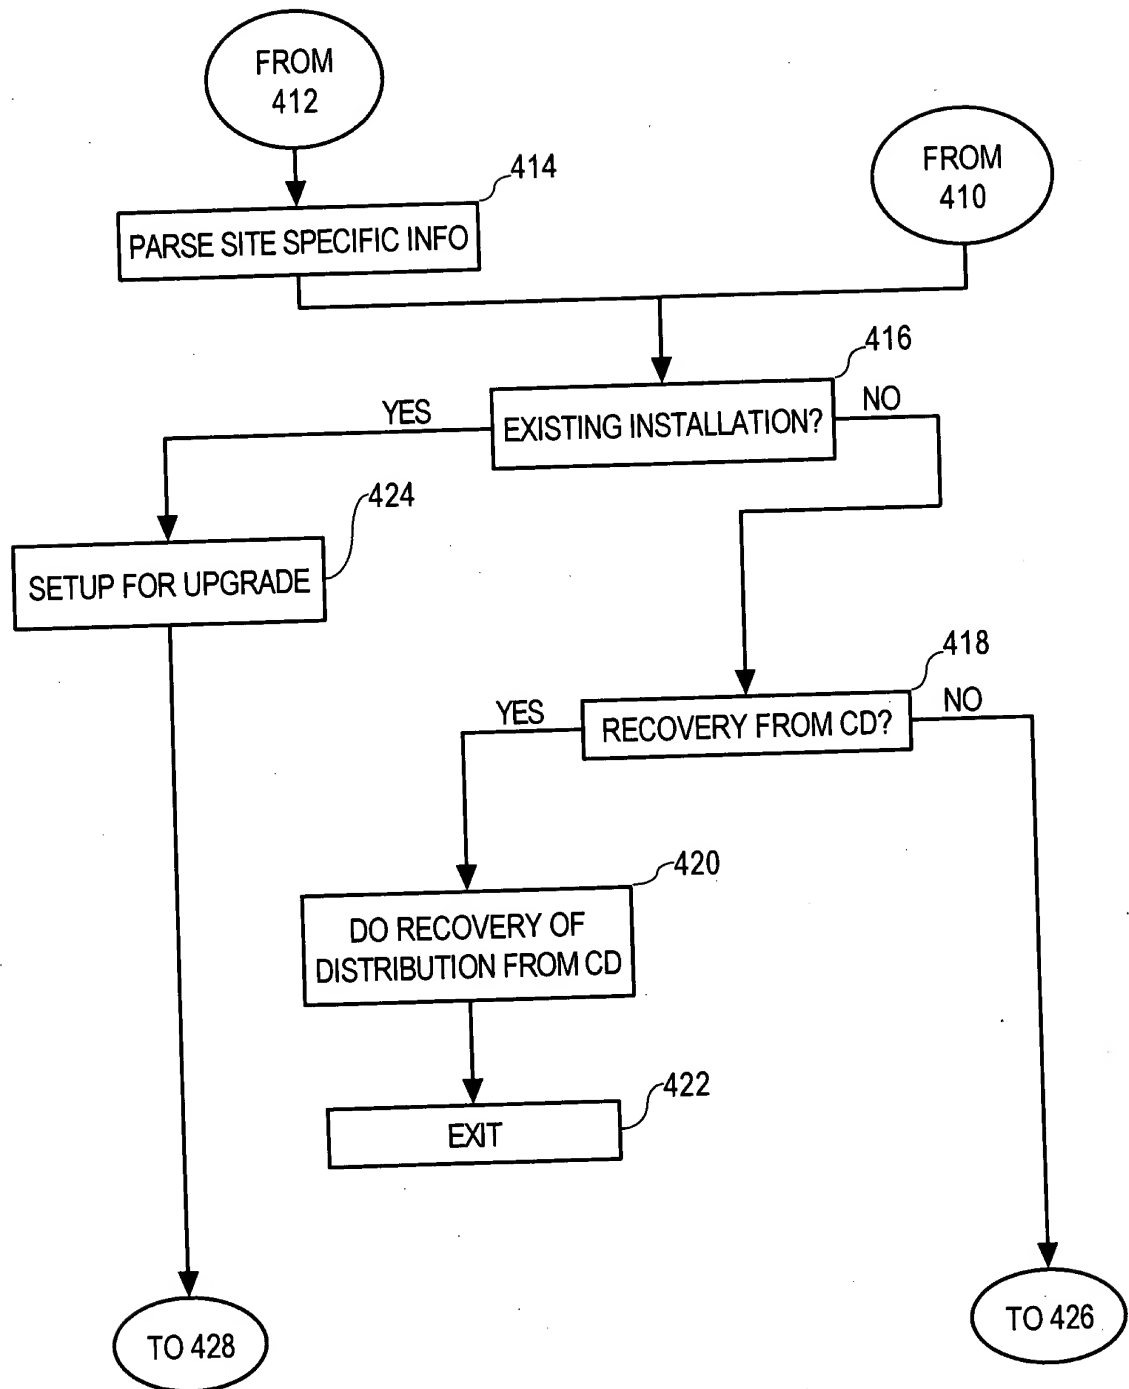 FROM
412
FROM
410
414
PARSE SITE SPECIFIC INFO
416
YES
EXISTING INSTALLATION?
NO
424
SETUP FOR UPGRADE
418
YES
RECOVERY FROM CD?
NO
420
DO RECOVERY OF
DISTRIBUTION FROM CD
422
EXIT
TO 428
TO 426